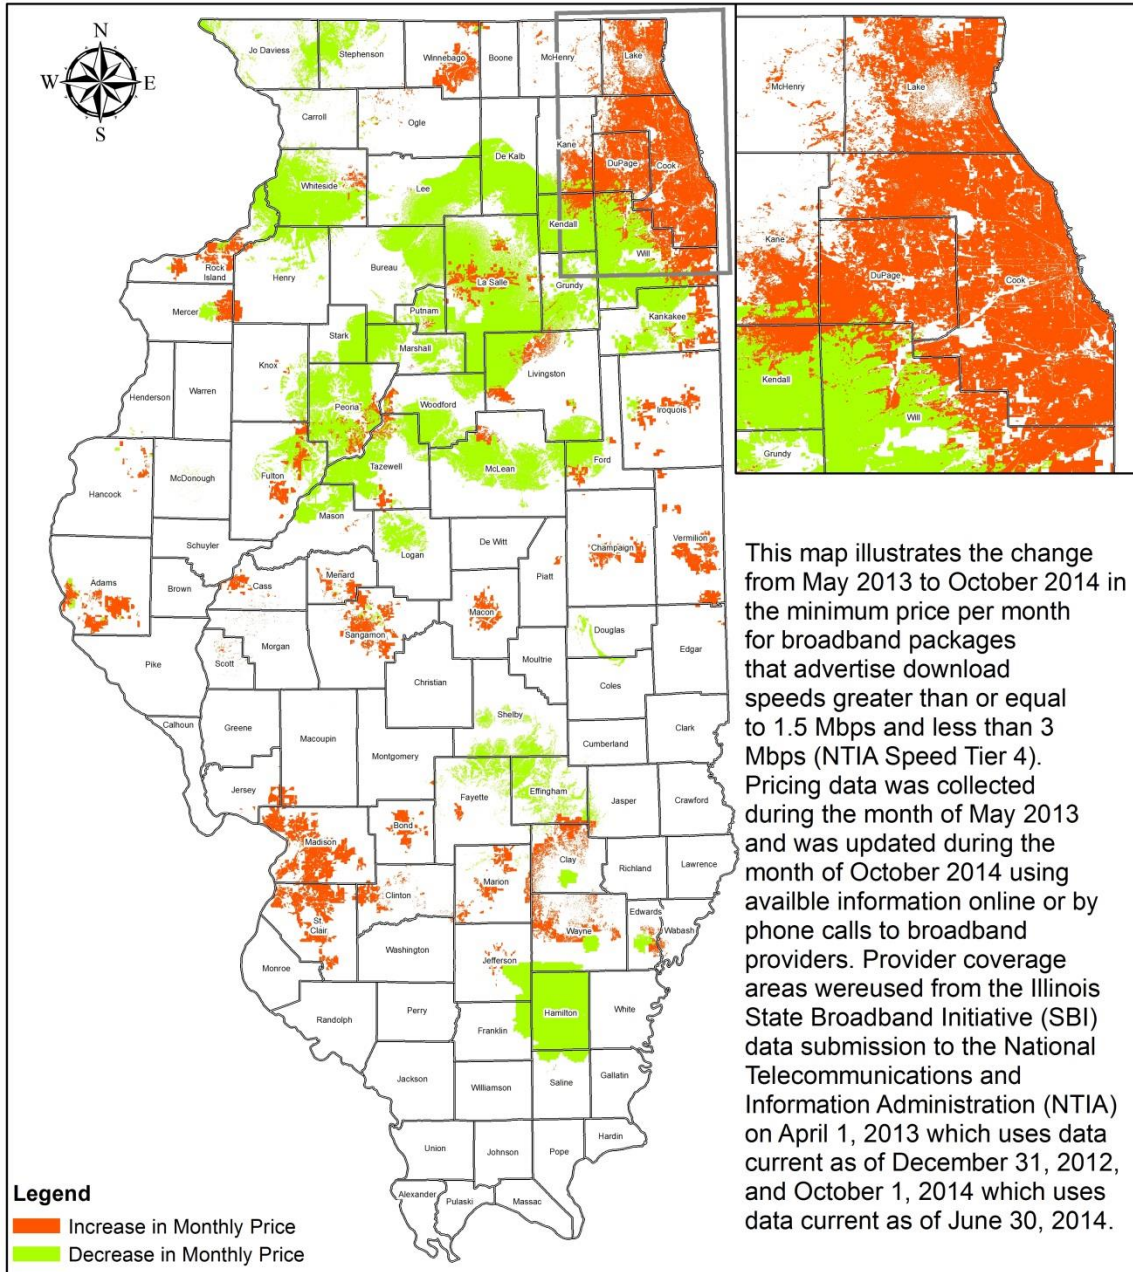 N
W
E
S
Jo Daviess
Stephenson
Winnebago
Boone
McHenry
Lake
Carroll
Ogle
Kane
De Kalb
DuPage
Cook
Whiteside
Lee
Kendall
Will
Rock
Island
Henry
Bureau
La Salle
Grundy
Mercer
Putnam
Kankakee
Stark
Marshall
Knox
Livingston
Henderson
Warren
Peoria
Woodford
Iroquois
Tazewell
McLean
Ford
Fulton
McDonough
Hancock
Mason
Schuyler
Logan
De Witt
Champaign
Vermilion
Adams
Brown
Cass
Menard
Piatt
Macon
Sangamon
Douglas
Morgan
Scott
Moultrie
Edgar
Pike
Christian
Coles
Shelby
Calhoun
Greene
Macoupin
Montgomery
Cumberland
Clark
Jersey
Fayette
Effingham
Jasper
Crawford
Bond
Madison
Clay
Richland
Lawrence
Marion
Clinton
St
Clair
Edwards
Wabash
Wayne
Washington
Jefferson
Monroe
Hamilton
White
Randolph
Perry
Franklin
Jackson
Williamson
Saline
Gallatin
Union
Johnson
Pope
Hardin
Alexander
Pulaski
Massac
McHenry
Lake
Kane
DuPage
Cook
Kendall
Will
Grundy
This map illustrates the change
from May 2013 to October 2014 in
the minimum price per month
for broadband packages
that advertise download
speeds greater than or equal
to 1.5 Mbps and less than 3
Mbps (NTIA Speed Tier 4).
Pricing data was collected
during the month of May 2013
and was updated during the
month of October 2014 using
availble information online or by
phone calls to broadband
providers. Provider coverage
areas wereused from the Illinois
State Broadband Initiative (SBI)
data submission to the National
Telecommunications and
Information Administration (NTIA)
on April 1, 2013 which uses data
current as of December 31, 2012,
and October 1, 2014 which uses
data current as of June 30, 2014.
Legend
Increase in Monthly Price
Decrease in Monthly Price